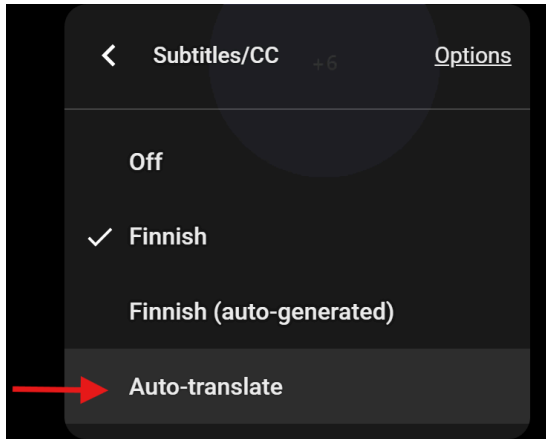 Subtitles/CC
+6
Options
Off
Finnish
Finnish (auto-generated)
Auto-translate